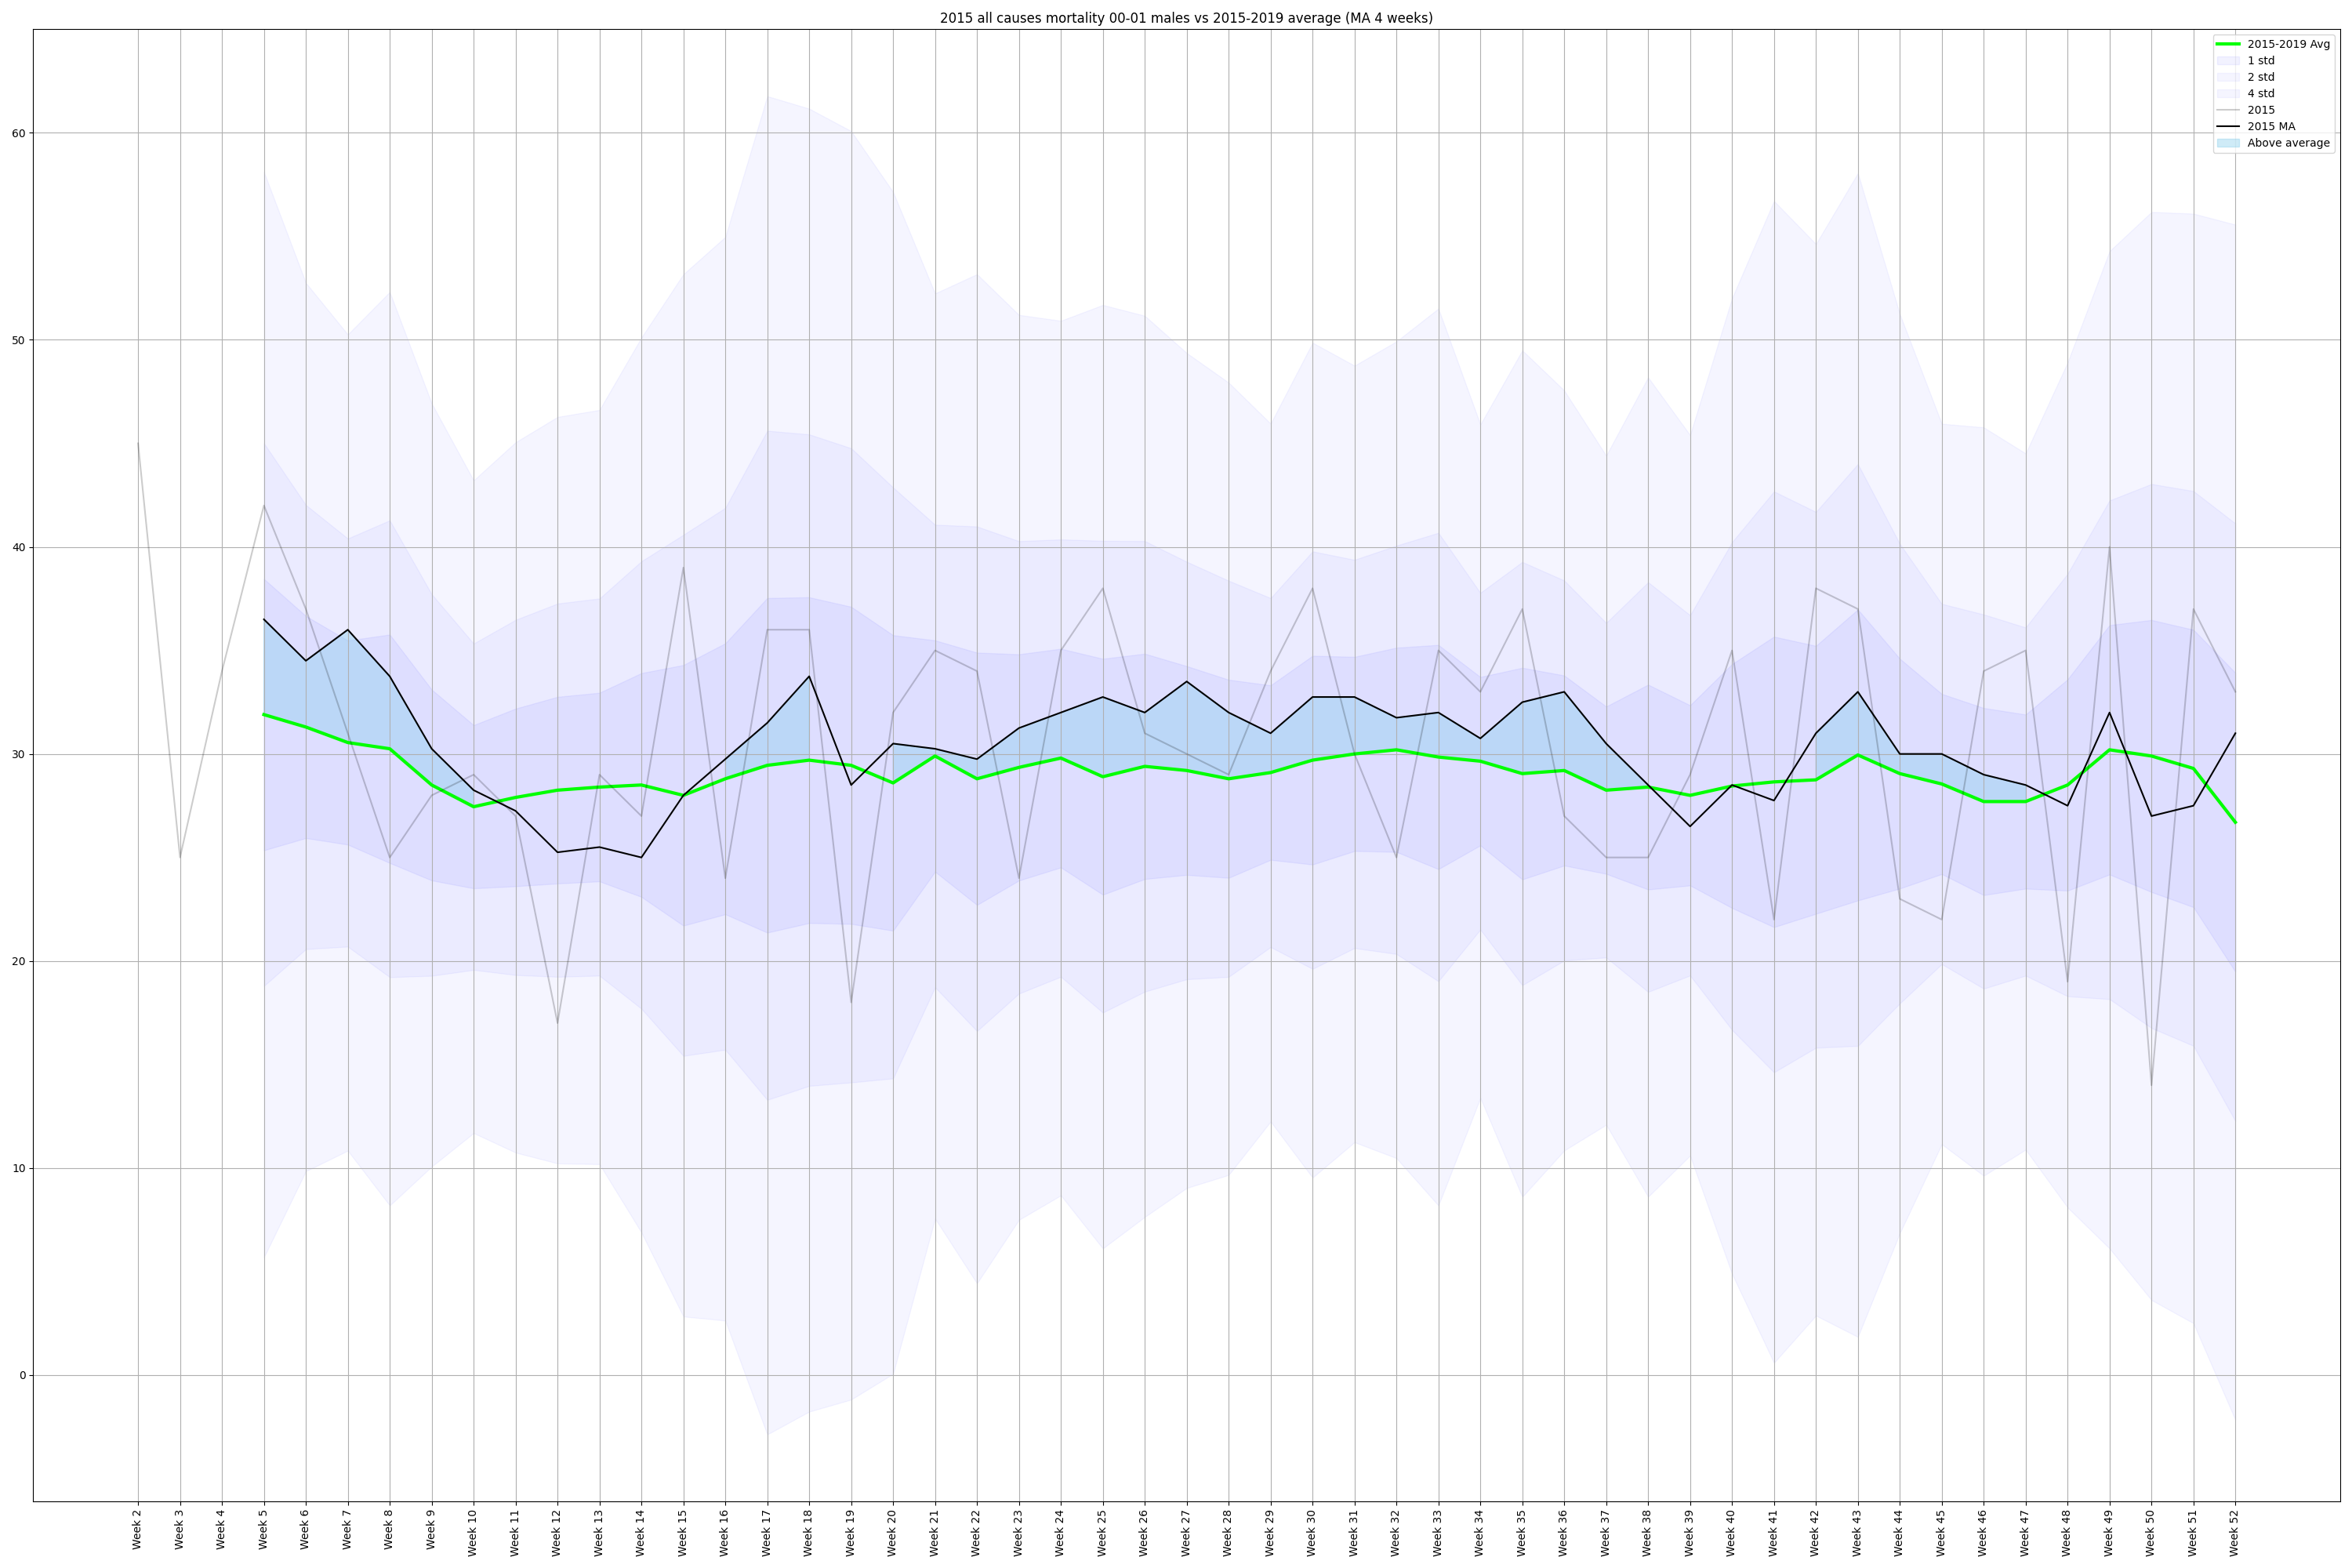 2015 all causes mortality 00-01 males vs 2015-2019 average (MA 4 weeks)
2015-2019 Avg
1 std
2 std
4 std
2015
2015 MA
Above average
60
50
40
30
20
10
0
Week 2
Week 3
Week 4
Week 5
Week 6
Week 7
Week 8
Week 9
Week 10
Week 11
Week 12
Week 13
Week 14
Week 15
Week 16
Week 17
Week 18
Week 19
Week 20
Week 21
Week 22
Week 23
Week 24
Week 25
Week 26
Week 27
Week 28
Week 29
Week 30
Week 31
Week 32
Week 33
Week 34
Week 35
Week 36
Week 37
Week 38
Week 39
Week 40
Week 41
Week 42
Week 43
Week 44
Week 45
Week 46
Week 47
Week 48
Week 49
Week 50
Week 51
Week 52